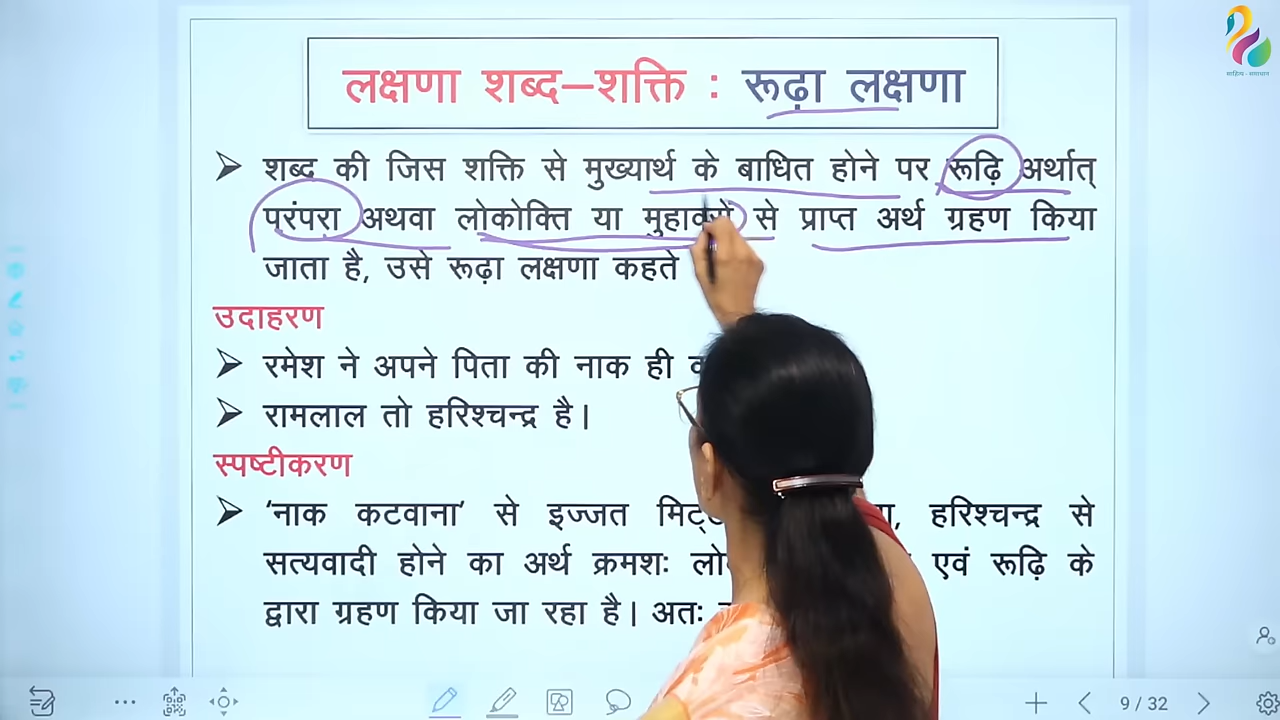 लक्षणा शब्द–शक्ति : रूढ़ा लक्षणा
शब्द की जिस शक्ति से मुख्यार्थ के बाधित होने पर रूढ़ि अर्थात्
परंपरा अथवा लोकोक्ति या मुहावरों से प्राप्त अर्थ ग्रहण किया
जाता है, उसे रूढ़ा लक्षणा कहते
उदाहरण
रमेश ने अपने पिता की नाक ही
रामलाल तो हरिश्चन्द्र है।
स्पष्टीकरण
'नाक कटवाना' से इज्जत हरिश्चन्द्र से
सत्यवादी होने का अर्थ क्रमशः एवं रूढ़ि के
द्वारा ग्रहण किया जा रहा है। अतः
9 / 32